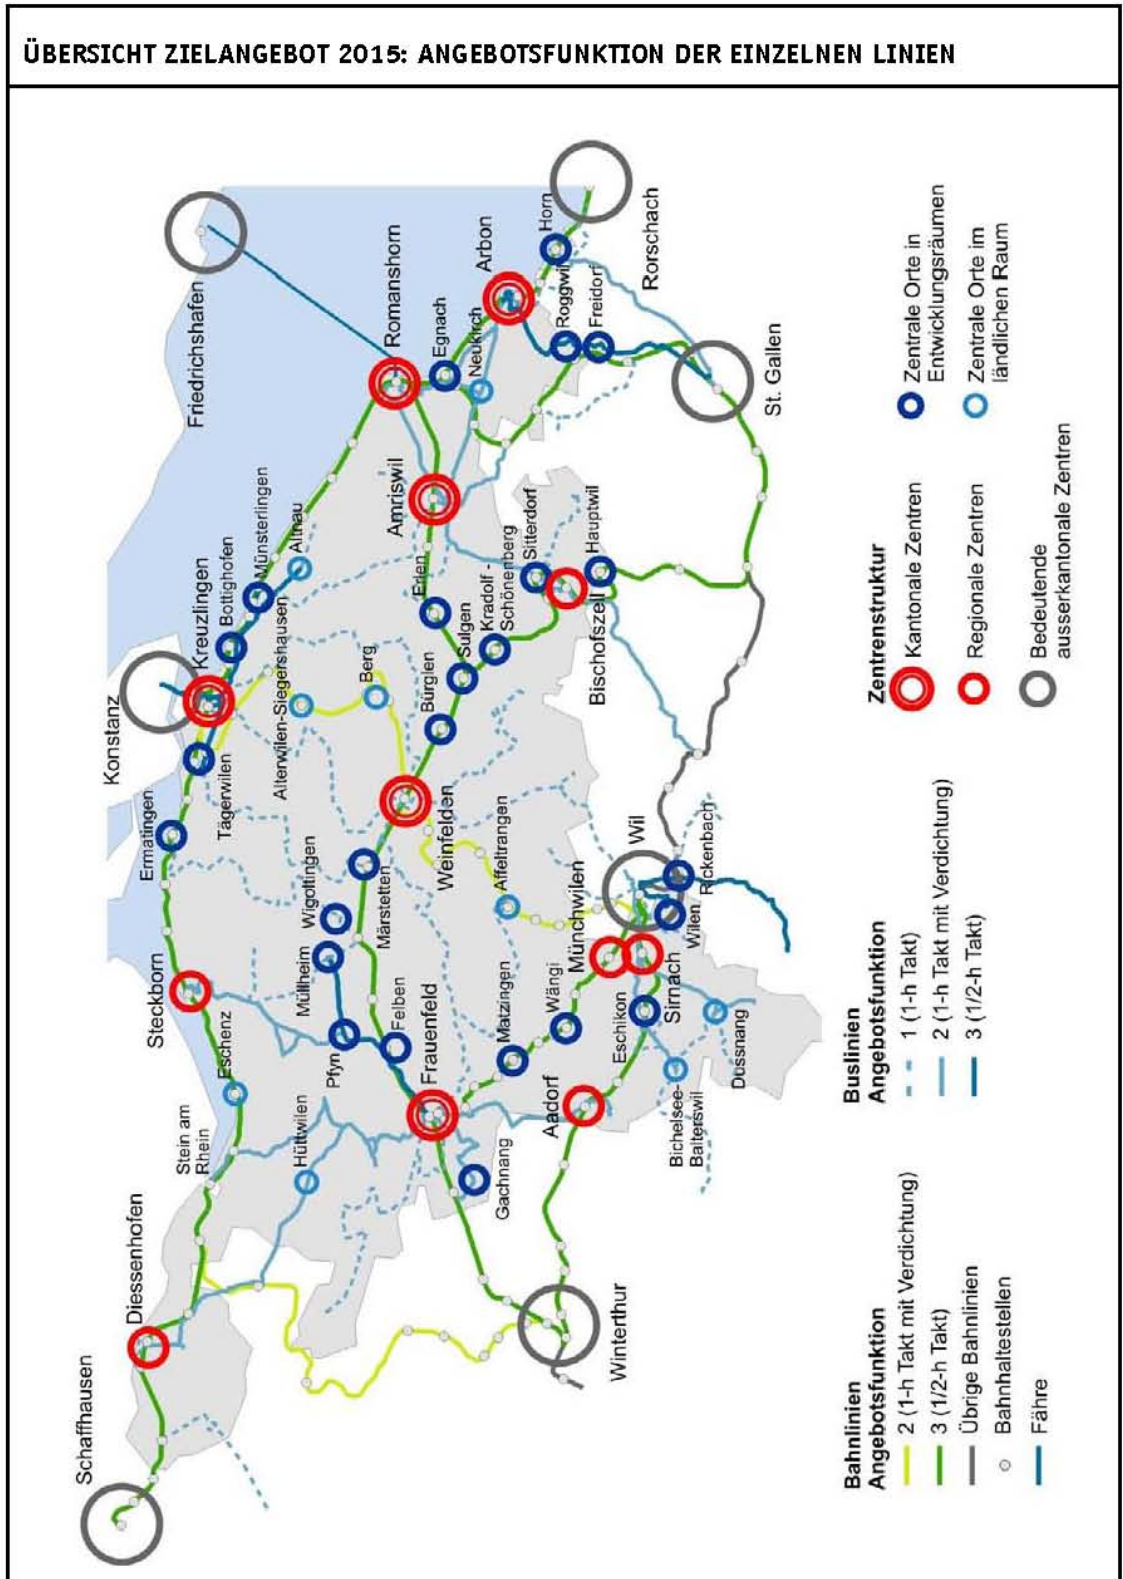 ÜBERSICHT ZIELANGEBOT 2015: ANGEBOTSFUNKTION DER EINZELNEN LINIEN
Schaffhausen
Diessenhofen
Stein am
Rhein
Eschenz
Steckborn
Ermatingen
Konstanz
Tägerwilen
Kreuzlingen
Bottighofen
Münsterlingen
Altnau
Friedrichshafen
Romanshorn
Egnach
Neukirch
Arbon
Horn
Roggwil
Freidorf
Rorschach
St. Gallen
Hüttwilen
Müllheim
Wigoltingen
Pfyn
Felben
Märstetten
Weinfelden
Alterwilen-Siegershausen
Berg
Bürglen
Sulgen
Erlen
Amriswil
Kradolf -
Schönenberg
Sitterdorf
Hauptwil
Bischofszell
Frauenfeld
Gachnang
Matzingen
Wängi
Affeltrangen
Münchwilen
Wil
Rickenbach
Wilen
Sirnach
Eschikon
Aadorf
Bichelsee-
Balterswil
Dussnang
Winterthur
Bahnlinien
Angebotsfunktion
2 (1-h Takt mit Verdichtung)
3 (1/2-h Takt)
Übrige Bahnlinien
Bahnhaltestellen
Fähre
Buslinien
Angebotsfunktion
1 (1-h Takt)
2 (1-h Takt mit Verdichtung)
3 (1/2-h Takt)
Zentrenstruktur
Kantonale Zentren
Regionale Zentren
Bedeutende
ausserkantonale Zentren
Zentrale Orte in
Entwicklungsräumen
Zentrale Orte im
ländlichen Raum